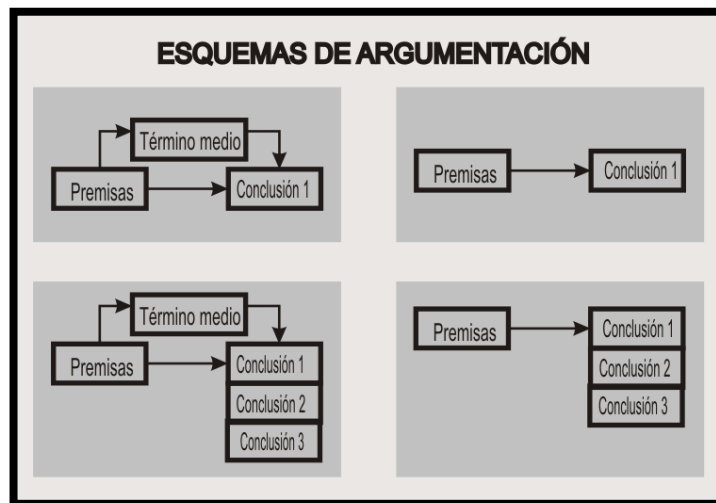 ESQUEMAS DE ARGUMENTACIÓN
Término medio
Premisas
Conclusión 1
Premisas
Conclusión 1
Término medio
Premisas
Conclusión 1
Conclusión 2
Conclusión 3
Premisas
Conclusión 1
Conclusión 2
Conclusión 3